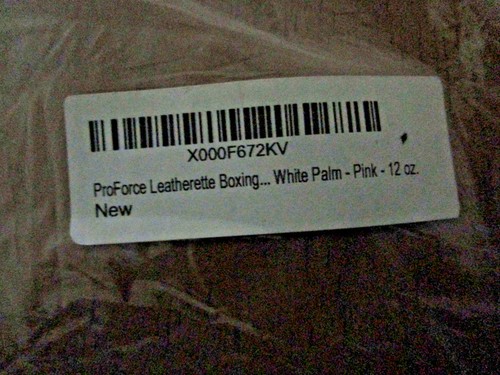 X000F672KV
ProForce Leatherette Boxing... White Palm - Pink - 12 oz.
New